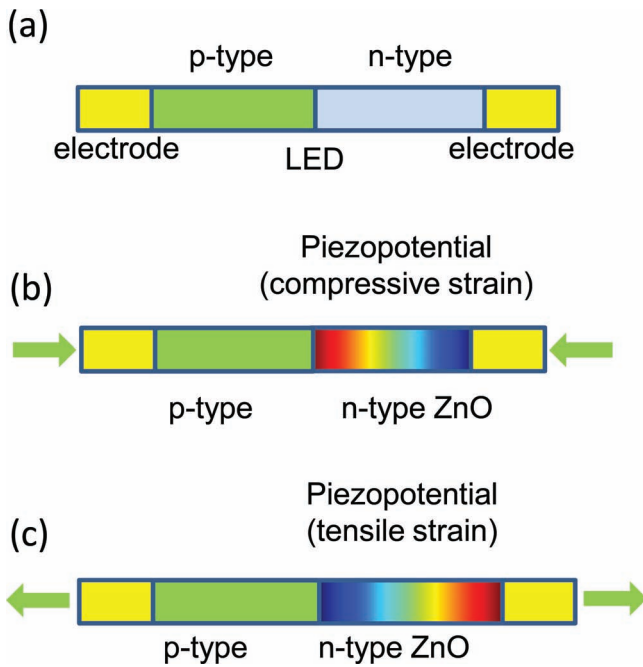 (a)
p-type
n-type
electrode
LED
electrode
Piezopotential
(compressive strain)
(b)
p-type
n-type ZnO
Piezopotential
(tensile strain)
(c)
p-type
n-type ZnO